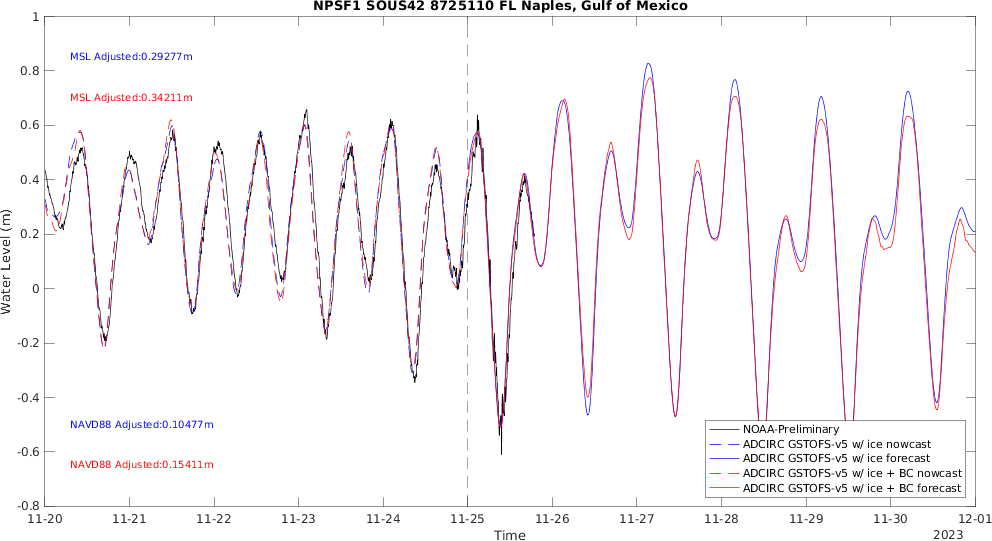 NPSF1 SOUS42 8725110 FL Naples, Gulf of Mexico
1
0.8
0.6
0.4
0.2
0
-0.2
-0.4
-0.6
-0.8
Water Level (m)
MSL Adjusted:0.29277m
MSL Adjusted:0.34211m
NAVD88 Adjusted:0.10477m
NAVD88 Adjusted:0.15411m
NOAA-Preliminary
ADCIRC GSTOFS-v5 w/ ice nowcast
ADCIRC GSTOFS-v5 w/ ice forecast
ADCIRC GSTOFS-v5 w/ ice + BC nowcast
ADCIRC GSTOFS-v5 w/ ice + BC forecast
11-20 11-21 11-22 11-23 11-24 11-25 11-26 11-27 11-28 11-29 11-30 12-01
Time
2023